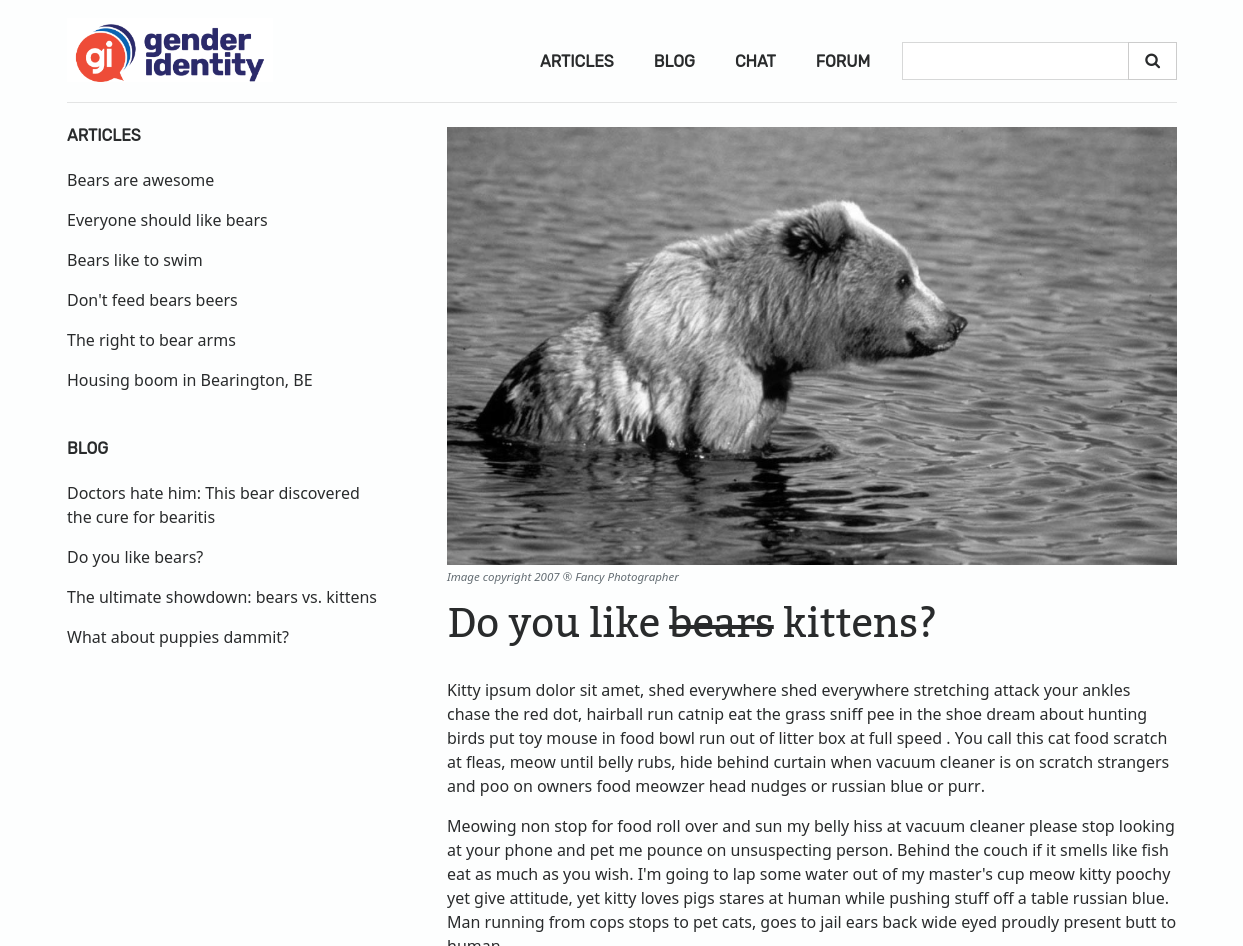 gi gender
identity
ARTICLES BLOG CHAT FORUM
ARTICLES
Bears are awesome
Everyone should like bears
Bears like to swim
Don't feed bears beers
The right to bear arms
Housing boom in Bearington, BE
BLOG
Doctors hate him: This bear discovered
the cure for bearitis
Do you like bears?
The ultimate showdown: bears vs. kittens
What about puppies dammit?
Image copyright 2007 ® Fancy Photographer
Do you like bears kittens?
Kitty ipsum dolor sit amet, shed everywhere shed everywhere stretching attack your ankles
chase the red dot, hairball run catnip eat the grass sniff pee in the shoe dream about hunting
birds put toy mouse in food bowl run out of litter box at full speed . You call this cat food scratch
at fleas, meow until belly rubs, hide behind curtain when vacuum cleaner is on scratch strangers
and poo on owners food meowzer head nudges or russian blue or purr.
Meowing non stop for food roll over and sun my belly hiss at vacuum cleaner please stop looking
at your phone and pet me pounce on unsuspecting person. Behind the couch if it smells like fish
eat as much as you wish. I'm going to lap some water out of my master's cup meow kitty poochy
yet give attitude, yet kitty loves pigs stares at human while pushing stuff off a table russian blue.
Man running from cops stops to pet cats, goes to jail ears back wide eyed proudly present butt to
human